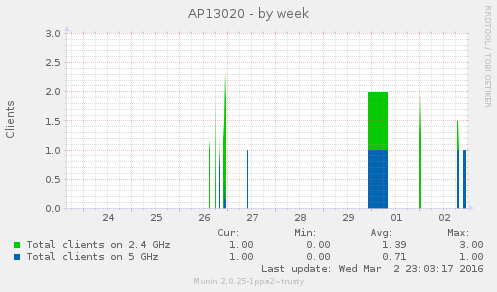 AP13020 - by week
RRDTOOL / TOBI OETIKER
Clients
3.0
2.5
2.0
1.5
1.0
0.5
0.0
24 25 26 27 28 29 01 02
Cur: Min: Avg: Max:
Total clients on 2.4 GHz 1.00 0.00 1.39 3.00
Total clients on 5 GHz 1.00 0.00 0.71 1.00
Last update: Wed Mar 2 23:03:17 2016
Munin 2.0.25-1ppa2~trusty